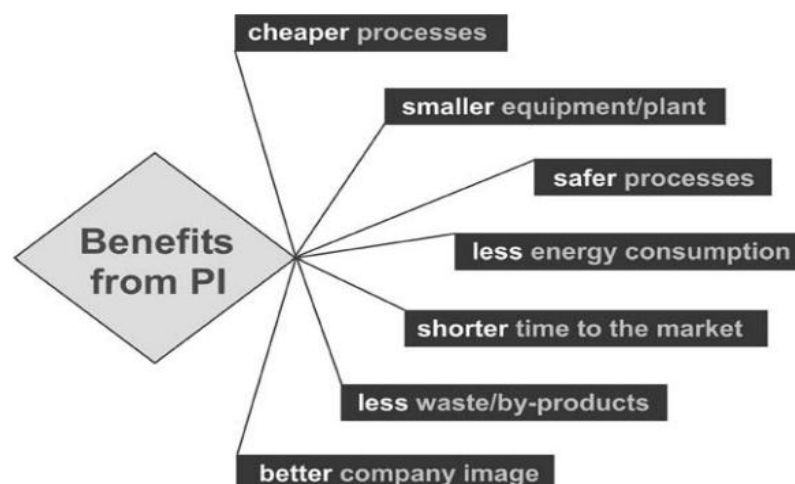 cheaper processes
smaller equipment/plant
safer processes
Benefits
from PI
less energy consumption
shorter time to the market
less waste/by-products
better company image